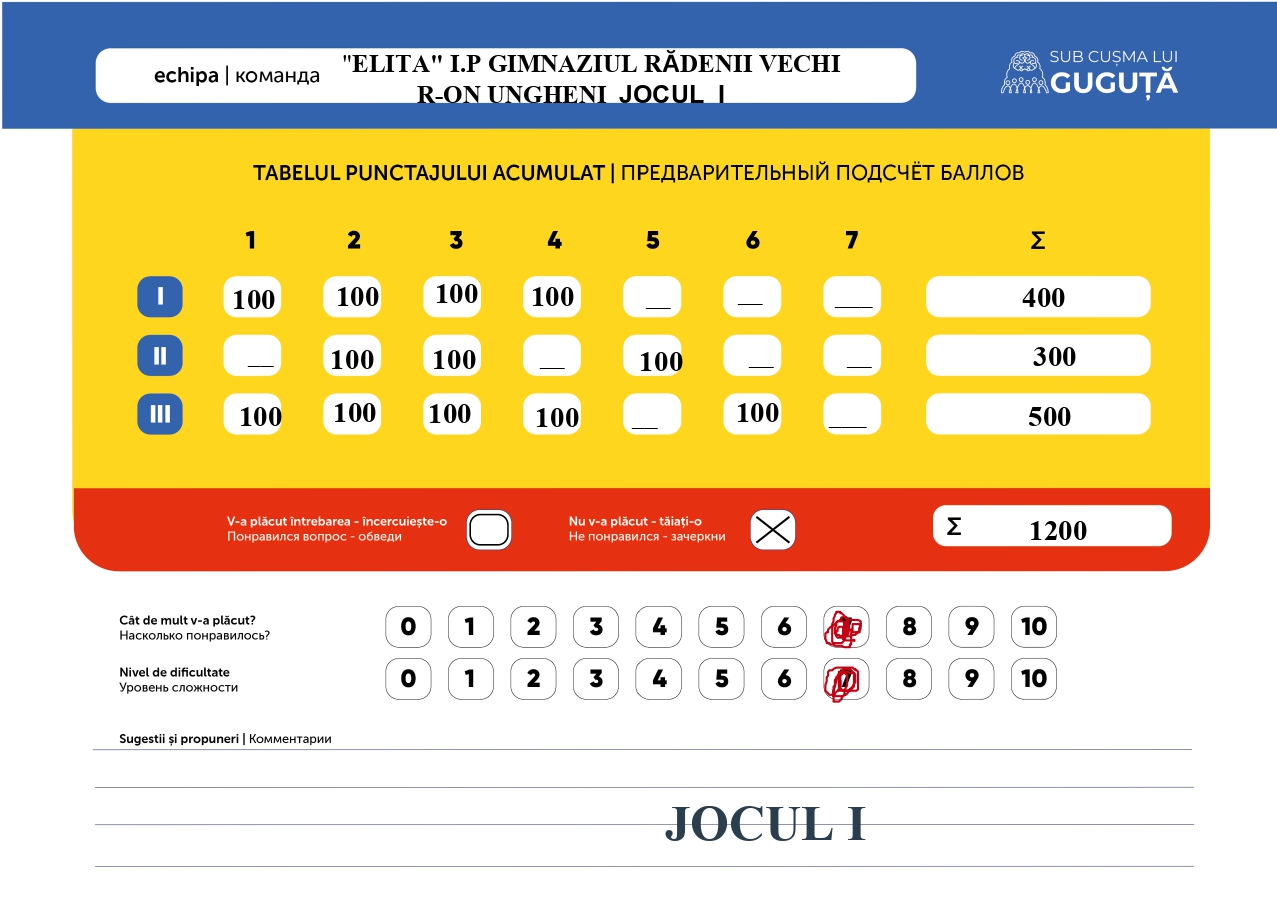 echipa | команда "ELITA" I.P GIMNAZIUL RĂDENII VECHI
R-ON UNGHENI JOCUL I
SUB CUȘMA LUI
GUGUȚĂ
TABELUL PUNCTAJULUI ACUMULAT | ПРЕДВАРИТЕЛЬНЫЙ ПОДСЧЁТ БАЛЛОВ
1 2 3 4 5 6 7 Σ
I 100 100 100 100 __ __ ___ 400
II __ 100 100 __ 100 __ __ 300
III 100 100 100 100 __ 100 ___ 500
V-a plăcut întrebarea - încercuiește-o
Понравился вопрос - обведи
Nu v-a plăcut - tăiați-o
Не понравился - зачеркни
Σ 1200
Cât de mult v-a plăcut?
Насколько понравилось?
0 1 2 3 4 5 6 7 8 9 10
Nivel de dificultate
Уровень сложности
0 1 2 3 4 5 6 7 8 9 10
Sugestii și propuneri | Комментарии
JOCUL I